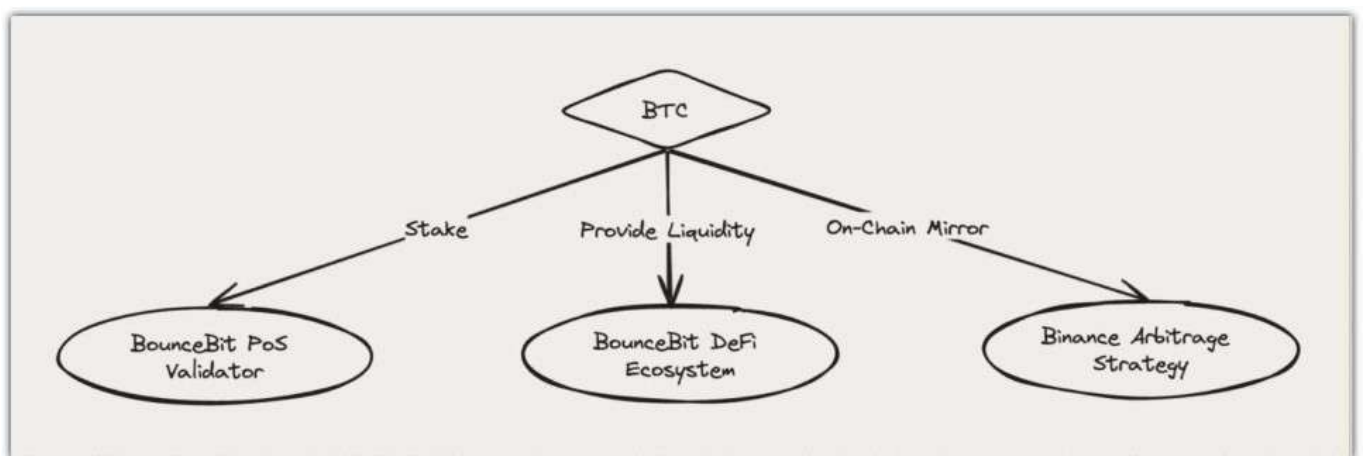 BTC
Stake
Provide Liquidity
On-Chain Mirror
BounceBit PoS
Validator
BounceBit DeFi
Ecosystem
Binance Arbitrage
Strategy